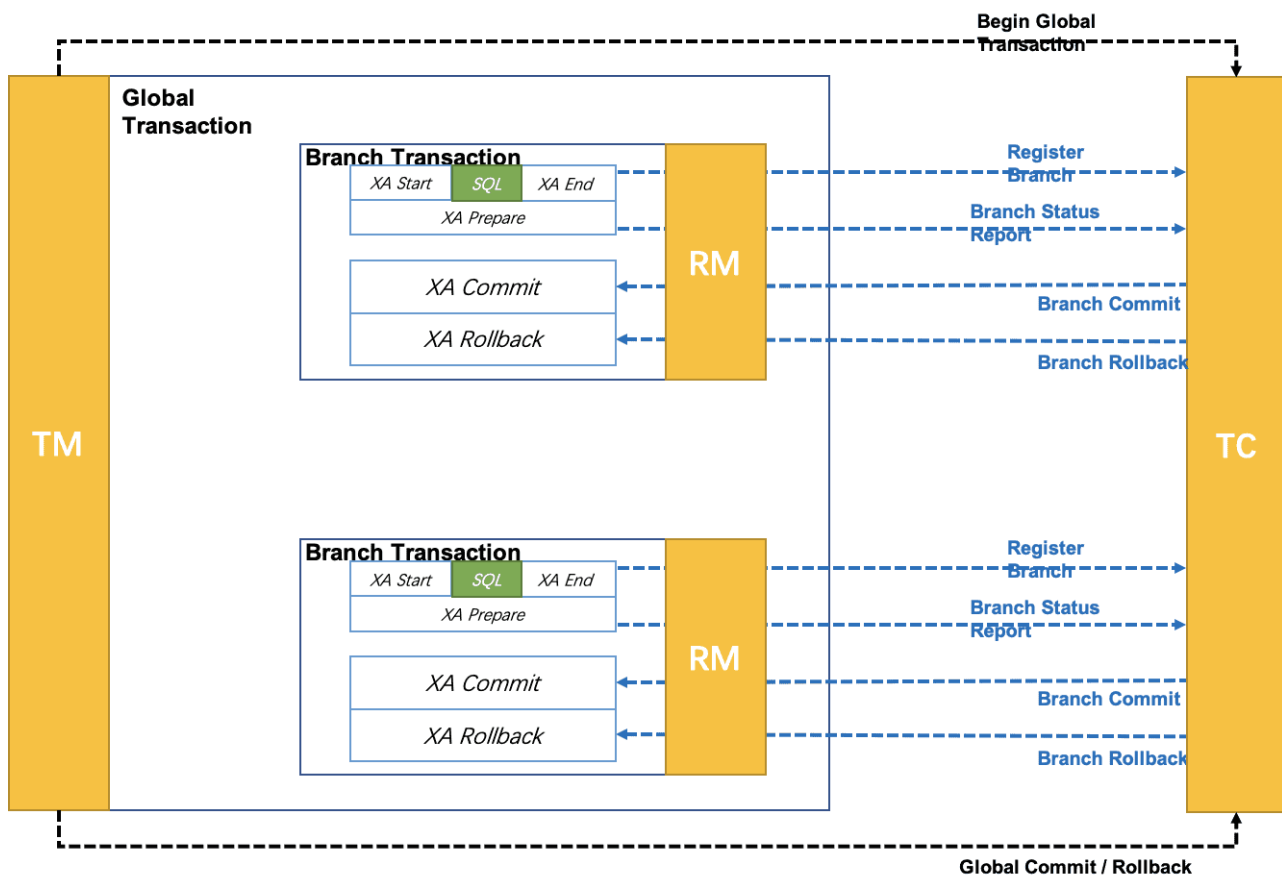 Begin Global
Transaction
Global
Transaction
Branch Transaction
XA Start
SQL
XA End
XA Prepare
XA Commit
XA Rollback
RM
Register
Branch
Branch Status
Report
Branch Commit
Branch Rollback
TM
TC
Branch Transaction
XA Start
SQL
XA End
XA Prepare
XA Commit
XA Rollback
RM
Register
Branch
Branch Status
Report
Branch Commit
Branch Rollback
Global Commit / Rollback